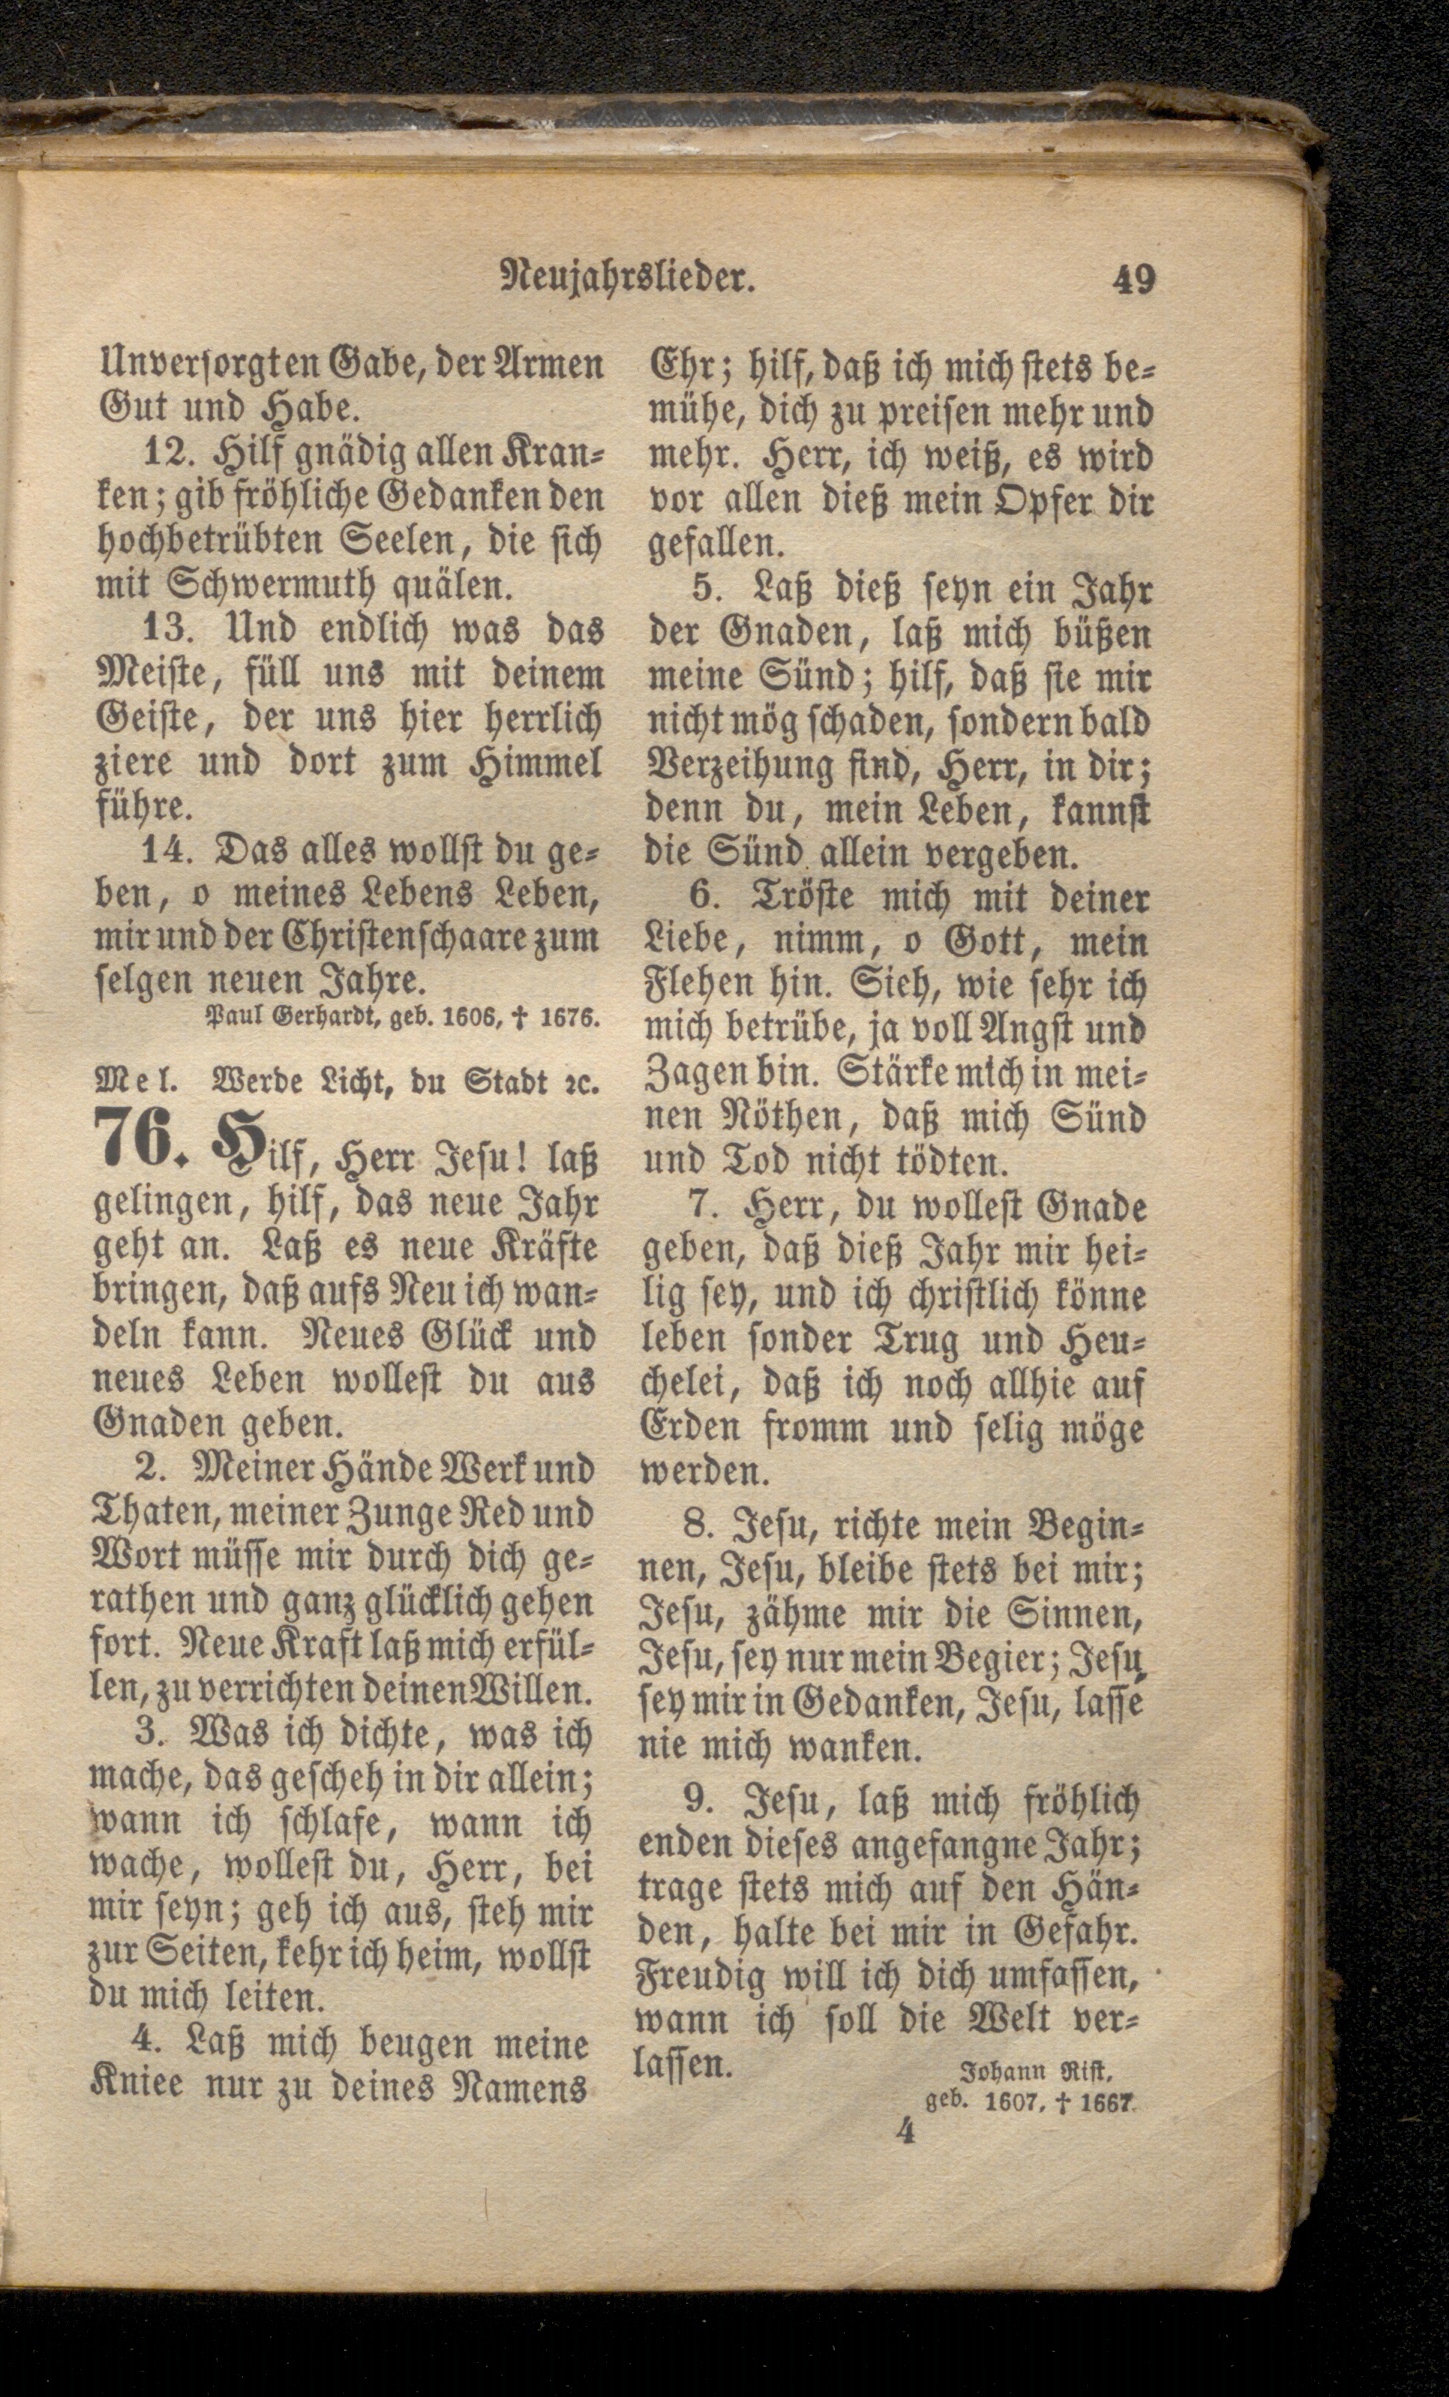 Neujahrslieder. 49
Unversorgten Gabe, der Armen
Gut und Habe.
12. Hilf gnädig allen Kran-
ken; gib fröhliche Gedanken den
hochbetrübten Seelen, die sich
mit Schwermuth quälen.
13. Und endlich was das
Meiste, füll uns mit deinem
Geiste, der uns hier herrlich
ziere und dort zum Himmel
führe.
14. Das alles wollst du ge-
ben, o meines Lebens Leben,
mir und der Christenschaare zum
selgen neuen Jahre.
Paul Gerhardt, geb. 1606, † 1676.
Mel. Werde Licht, du Stadt ꝛc.
76. Hilf, Herr Jesu! laß
gelingen, hilf, das neue Jahr
geht an. Laß es neue Kräfte
bringen, daß aufs Neu ich wan-
deln kann. Neues Glück und
neues Leben wollest du aus
Gnaden geben.
2. Meiner Hände Werk und
Thaten, meiner Zunge Red und
Wort müsse mir durch dich ge-
rathen und ganz glücklich gehen
fort. Neue Kraft laß mich erfül-
len, zu verrichten deinen Willen.
3. Was ich dichte, was ich
mache, das gescheh in dir allein;
wann ich schlafe, wann ich
wache, wollest du, Herr, bei
mir seyn; geh ich aus, steh mir
zur Seiten, kehr ich heim, wollst
du mich leiten.
4. Laß mich beugen meine
Kniee nur zu deines Namens
Ehr; hilf, daß ich mich stets be-
mühe, dich zu preisen mehr und
mehr. Herr, ich weiß, es wird
vor allen dieß mein Opfer dir
gefallen.
5. Laß dieß seyn ein Jahr
der Gnaden, laß mich büßen
meine Sünd; hilf, daß sie mir
nicht mög schaden, sondern bald
Verzeihung find, Herr, in dir;
denn du, mein Leben, kannst
die Sünd allein vergeben.
6. Tröste mich mit deiner
Liebe, nimm, o Gott, mein
Flehen hin. Sieh, wie sehr ich
mich betrübe, ja voll Angst und
Zagen bin. Stärke mich in mei-
nen Nöthen, daß mich Sünd
und Tod nicht tödten.
7. Herr, du wollest Gnade
geben, daß dieß Jahr mir hei-
lig sey, und ich christlich könne
leben sonder Trug und Heu-
chelei, daß ich noch allhie auf
Erden fromm und selig möge
werden.
8. Jesu, richte mein Begin-
nen, Jesu, bleibe stets bei mir;
Jesu, zähme mir die Sinnen,
Jesu, sey nur mein Begier; Jesu,
sey mir in Gedanken, Jesu, lasse
nie mich wanken.
9. Jesu, laß mich fröhlich
enden dieses angefangne Jahr;
trage stets mich auf den Hän-
den, halte bei mir in Gefahr.
Freudig will ich dich umfassen,
wann ich soll die Welt ver-
lassen.
Johann Rist,
geb. 1607, † 1667.
4